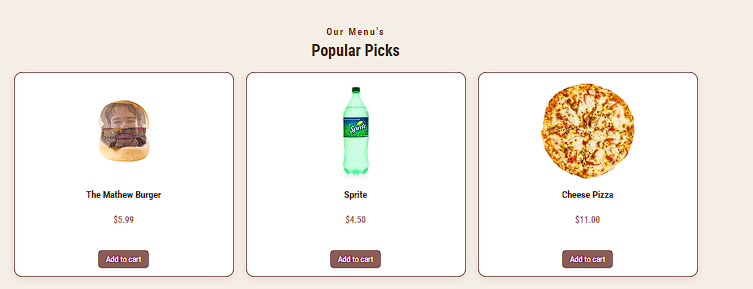 Our Menu's
Popular Picks
Sprite
The Mathew Burger
Sprite
Cheese Pizza
$5.99
$4.50
$11.00
Add to cart
Add to cart
Add to cart